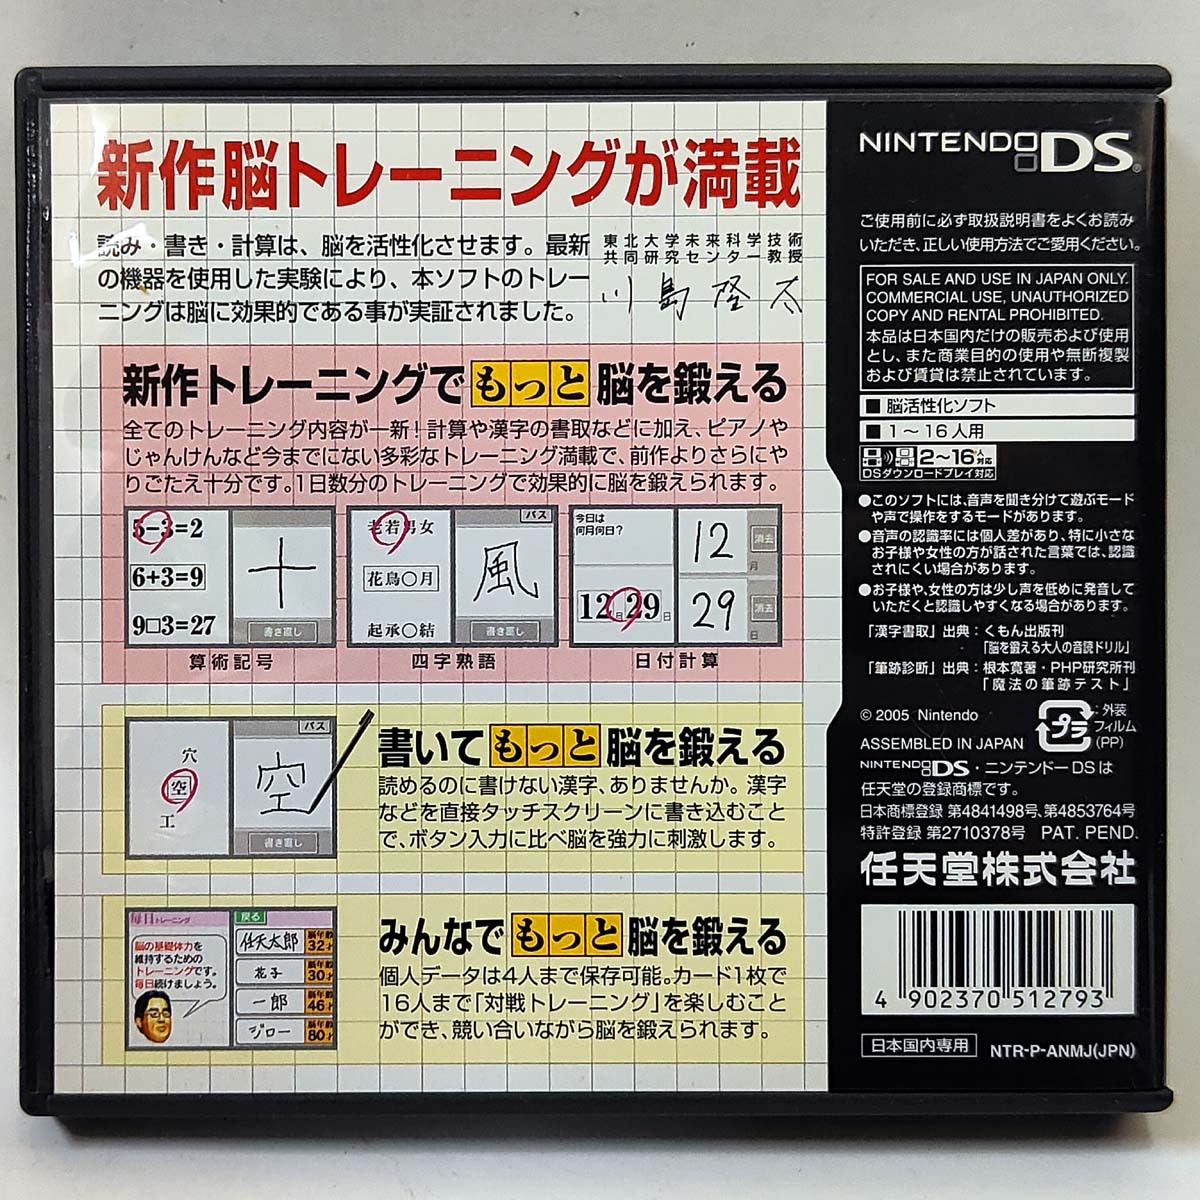 新作脳トレーニングが満載
読み・書き・計算は、脳を活性化させます。最新
の機器を使用した実験により、本ソフトのトレー
ニングは脳に効果的である事が実証されました。
東北大学未来科学技術
共同研究センター教授
川島隆太
新作トレーニングでもっと脳を鍛える
全てのトレーニング内容が一新!計算や漢字の書取などに加え、ピアノや
じゃんけんなど今までにない多彩なトレーニング満載で、前作よりさらにや
りごたえ十分です。1日数分のトレーニングで効果的に脳を鍛えられます。
5-3=2
6+3=9
9□3=27
十
書き直し
算術記号
老若男女
花鳥○月
起承○結
パス
風
書き直し
四字熟語
今日は
何月何日?
12月29日
12
消去
月
29
消去
日
日付計算
穴
空
工
パス
空
書き直し
書いてもっと脳を鍛える
読めるのに書けない漢字、ありませんか。漢字
などを直接タッチスクリーンに書き込むこと
で、ボタン入力に比べ脳を強力に刺激します。
毎日トレーニング
脳の基礎体力を
維持するための
トレーニングです。
毎日続けましょう。
戻る
任天太郎 脳年齢 32才
花子 脳年齢 30才
一郎 脳年齢 46才
ジロー 脳年齢 80才
みんなでもっと脳を鍛える
個人データは4人まで保存可能。カード1枚で
16人まで「対戦トレーニング」を楽しむこと
ができ、競い合いながら脳を鍛えられます。
NINTENDO DS®
ご使用前に必ず取扱説明書をよくお読み
いただき、正しい使用方法でご愛用ください。
FOR SALE AND USE IN JAPAN ONLY.
COMMERCIAL USE, UNAUTHORIZED
COPY AND RENTAL PROHIBITED.
本品は日本国内だけの販売および使用
とし、また商業目的の使用や無断複製
および賃貸は禁止されています。
■ 脳活性化ソフト
■ 1〜16人用
2〜16人対応
DSダウンロードプレイ対応
●このソフトには、音声を聞き分けて遊ぶモード
や声で操作をするモードがあります。
●音声の認識率には個人差があり、特に小さな
お子様や女性の方が話された言葉では、認識
されにくい場合があります。
●お子様や、女性の方は少し声を低めに発音して
いただくと認識しやすくなる場合があります。
「漢字書取」出典:くもん出版刊
「脳を鍛える大人の音読ドリル」
「筆跡診断」出典:根本寛著・PHP研究所刊
「魔法の筆跡テスト」
© 2005 Nintendo
ASSEMBLED IN JAPAN
プラ
:外装
フィルム
(PP)
NINTENDO DS・ニンテンドーDSは
任天堂の登録商標です。
日本商標登録 第4841498号、第4853764号
特許登録 第2710378号 PAT. PEND.
任天堂株式会社
4 902370 512793
日本国内専用
NTR-P-ANMJ(JPN)